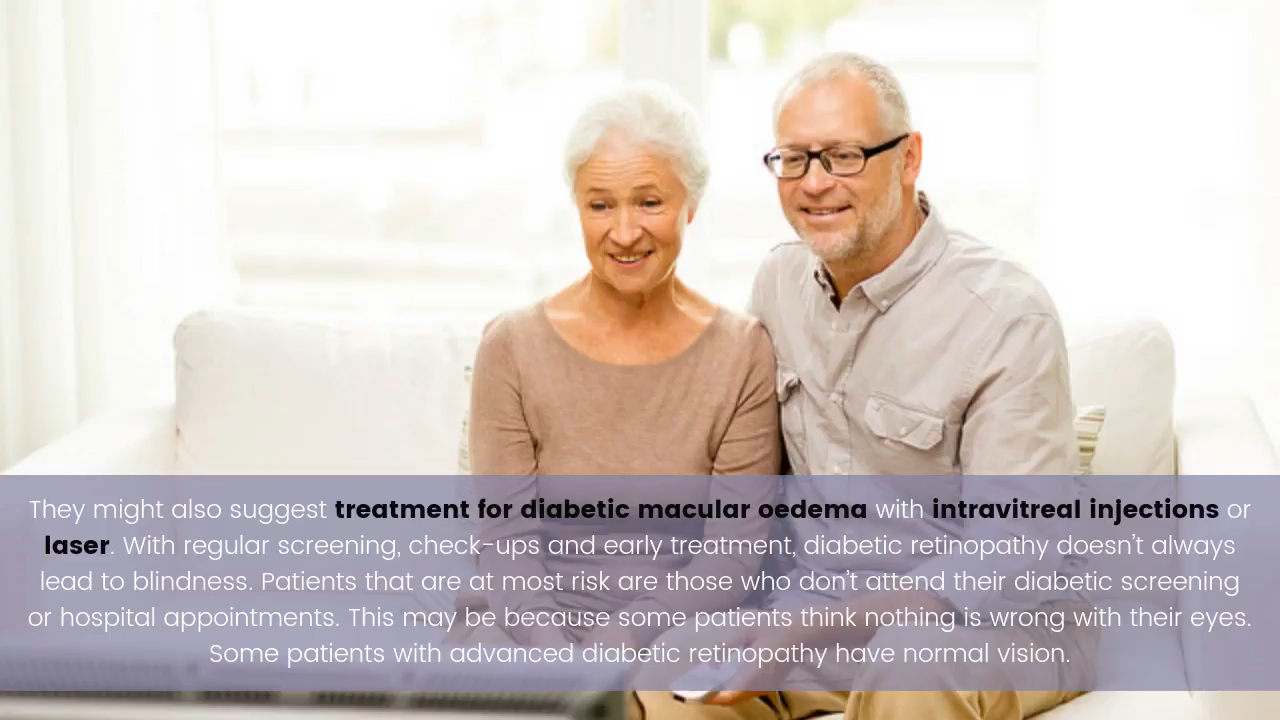 They might also suggest treatment for diabetic macular oedema with intravitreal injections or
laser. With regular screening, check-ups and early treatment, diabetic retinopathy doesn't always
lead to blindness. Patients that are at most risk are those who don't attend their diabetic screening
or hospital appointments. This may be because some patients think nothing is wrong with their eyes.
Some patients with advanced diabetic retinopathy have normal vision.